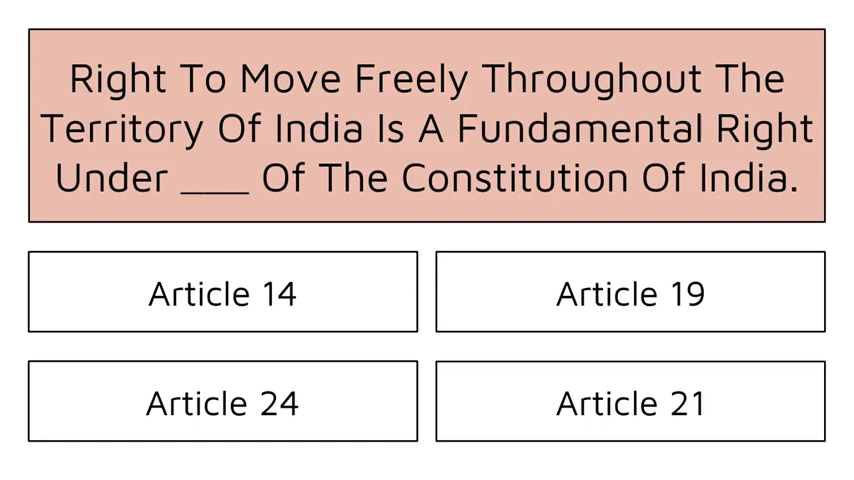 Right To Move Freely Throughout The
Territory Of India Is A Fundamental Right
Under ___ Of The Constitution Of India.
Article 14
Article 19
Article 24
Article 21